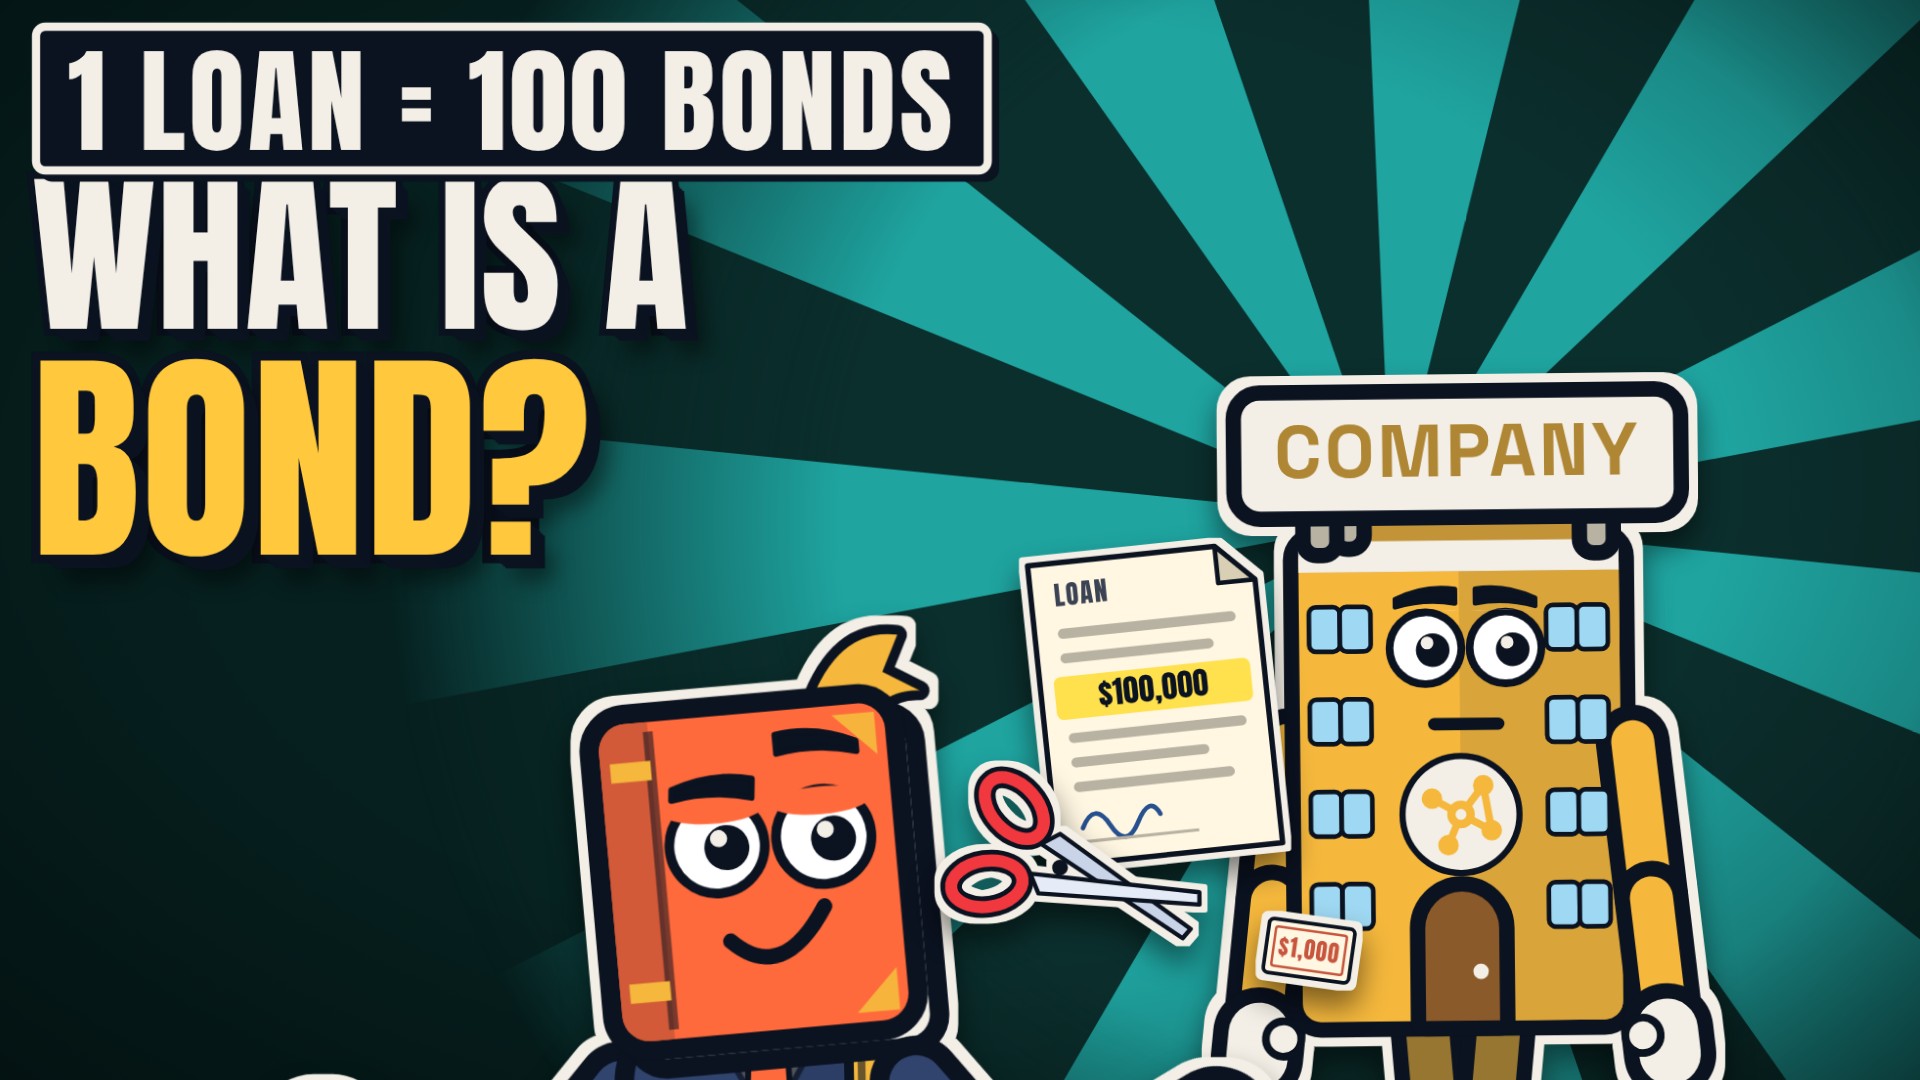 1 LOAN = 100 BONDS
WHAT IS A
BOND?
COMPANY
LOAN
$100,000
$1,000